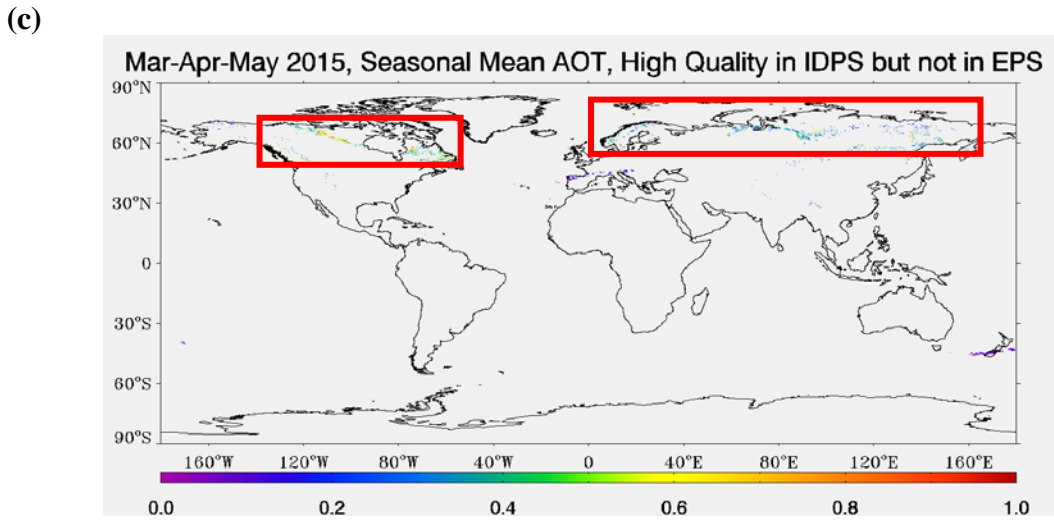 (c)
Mar-Apr-May 2015, Seasonal Mean AOT, High Quality in IDPS but not in EPS
90°N
60°N
30°N
0
30°S
60°S
90°S
160°W 120°W 80°W 40°W 0 40°E 80°E 120°E 160°E
0.0 0.2 0.4 0.6 0.8 1.0